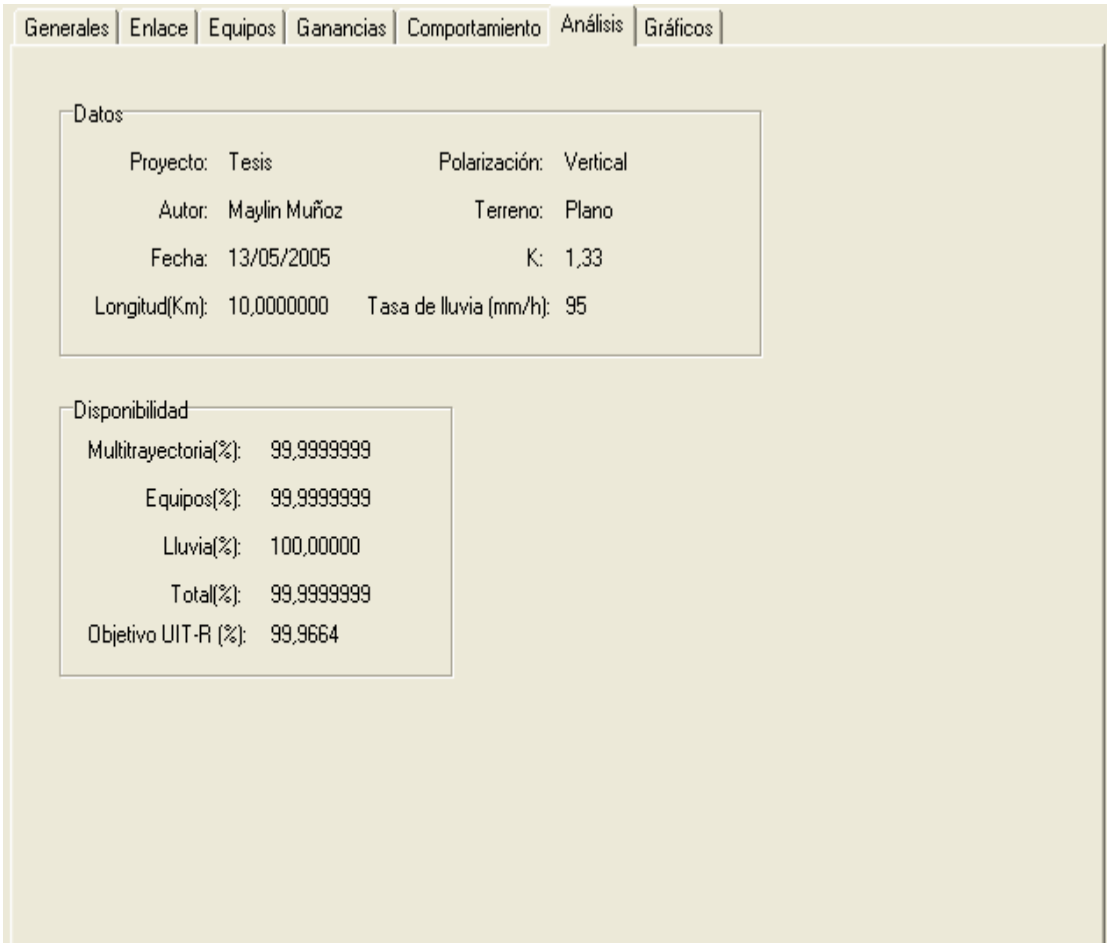 Generales Enlace Equipos Ganancias Comportamiento Análisis Gráficos
Datos
Proyecto: Tesis Polarización: Vertical
Autor: Maylin Muñoz Terreno: Plano
Fecha: 13/05/2005 K: 1,33
Longitud(Km): 10,0000000 Tasa de lluvia (mm/h): 95
Disponibilidad
Multitrayectoria(%): 99,9999999
Equipos(%): 99,9999999
Lluvia(%): 100,00000
Total(%): 99,9999999
Objetivo UIT-R (%): 99,9664